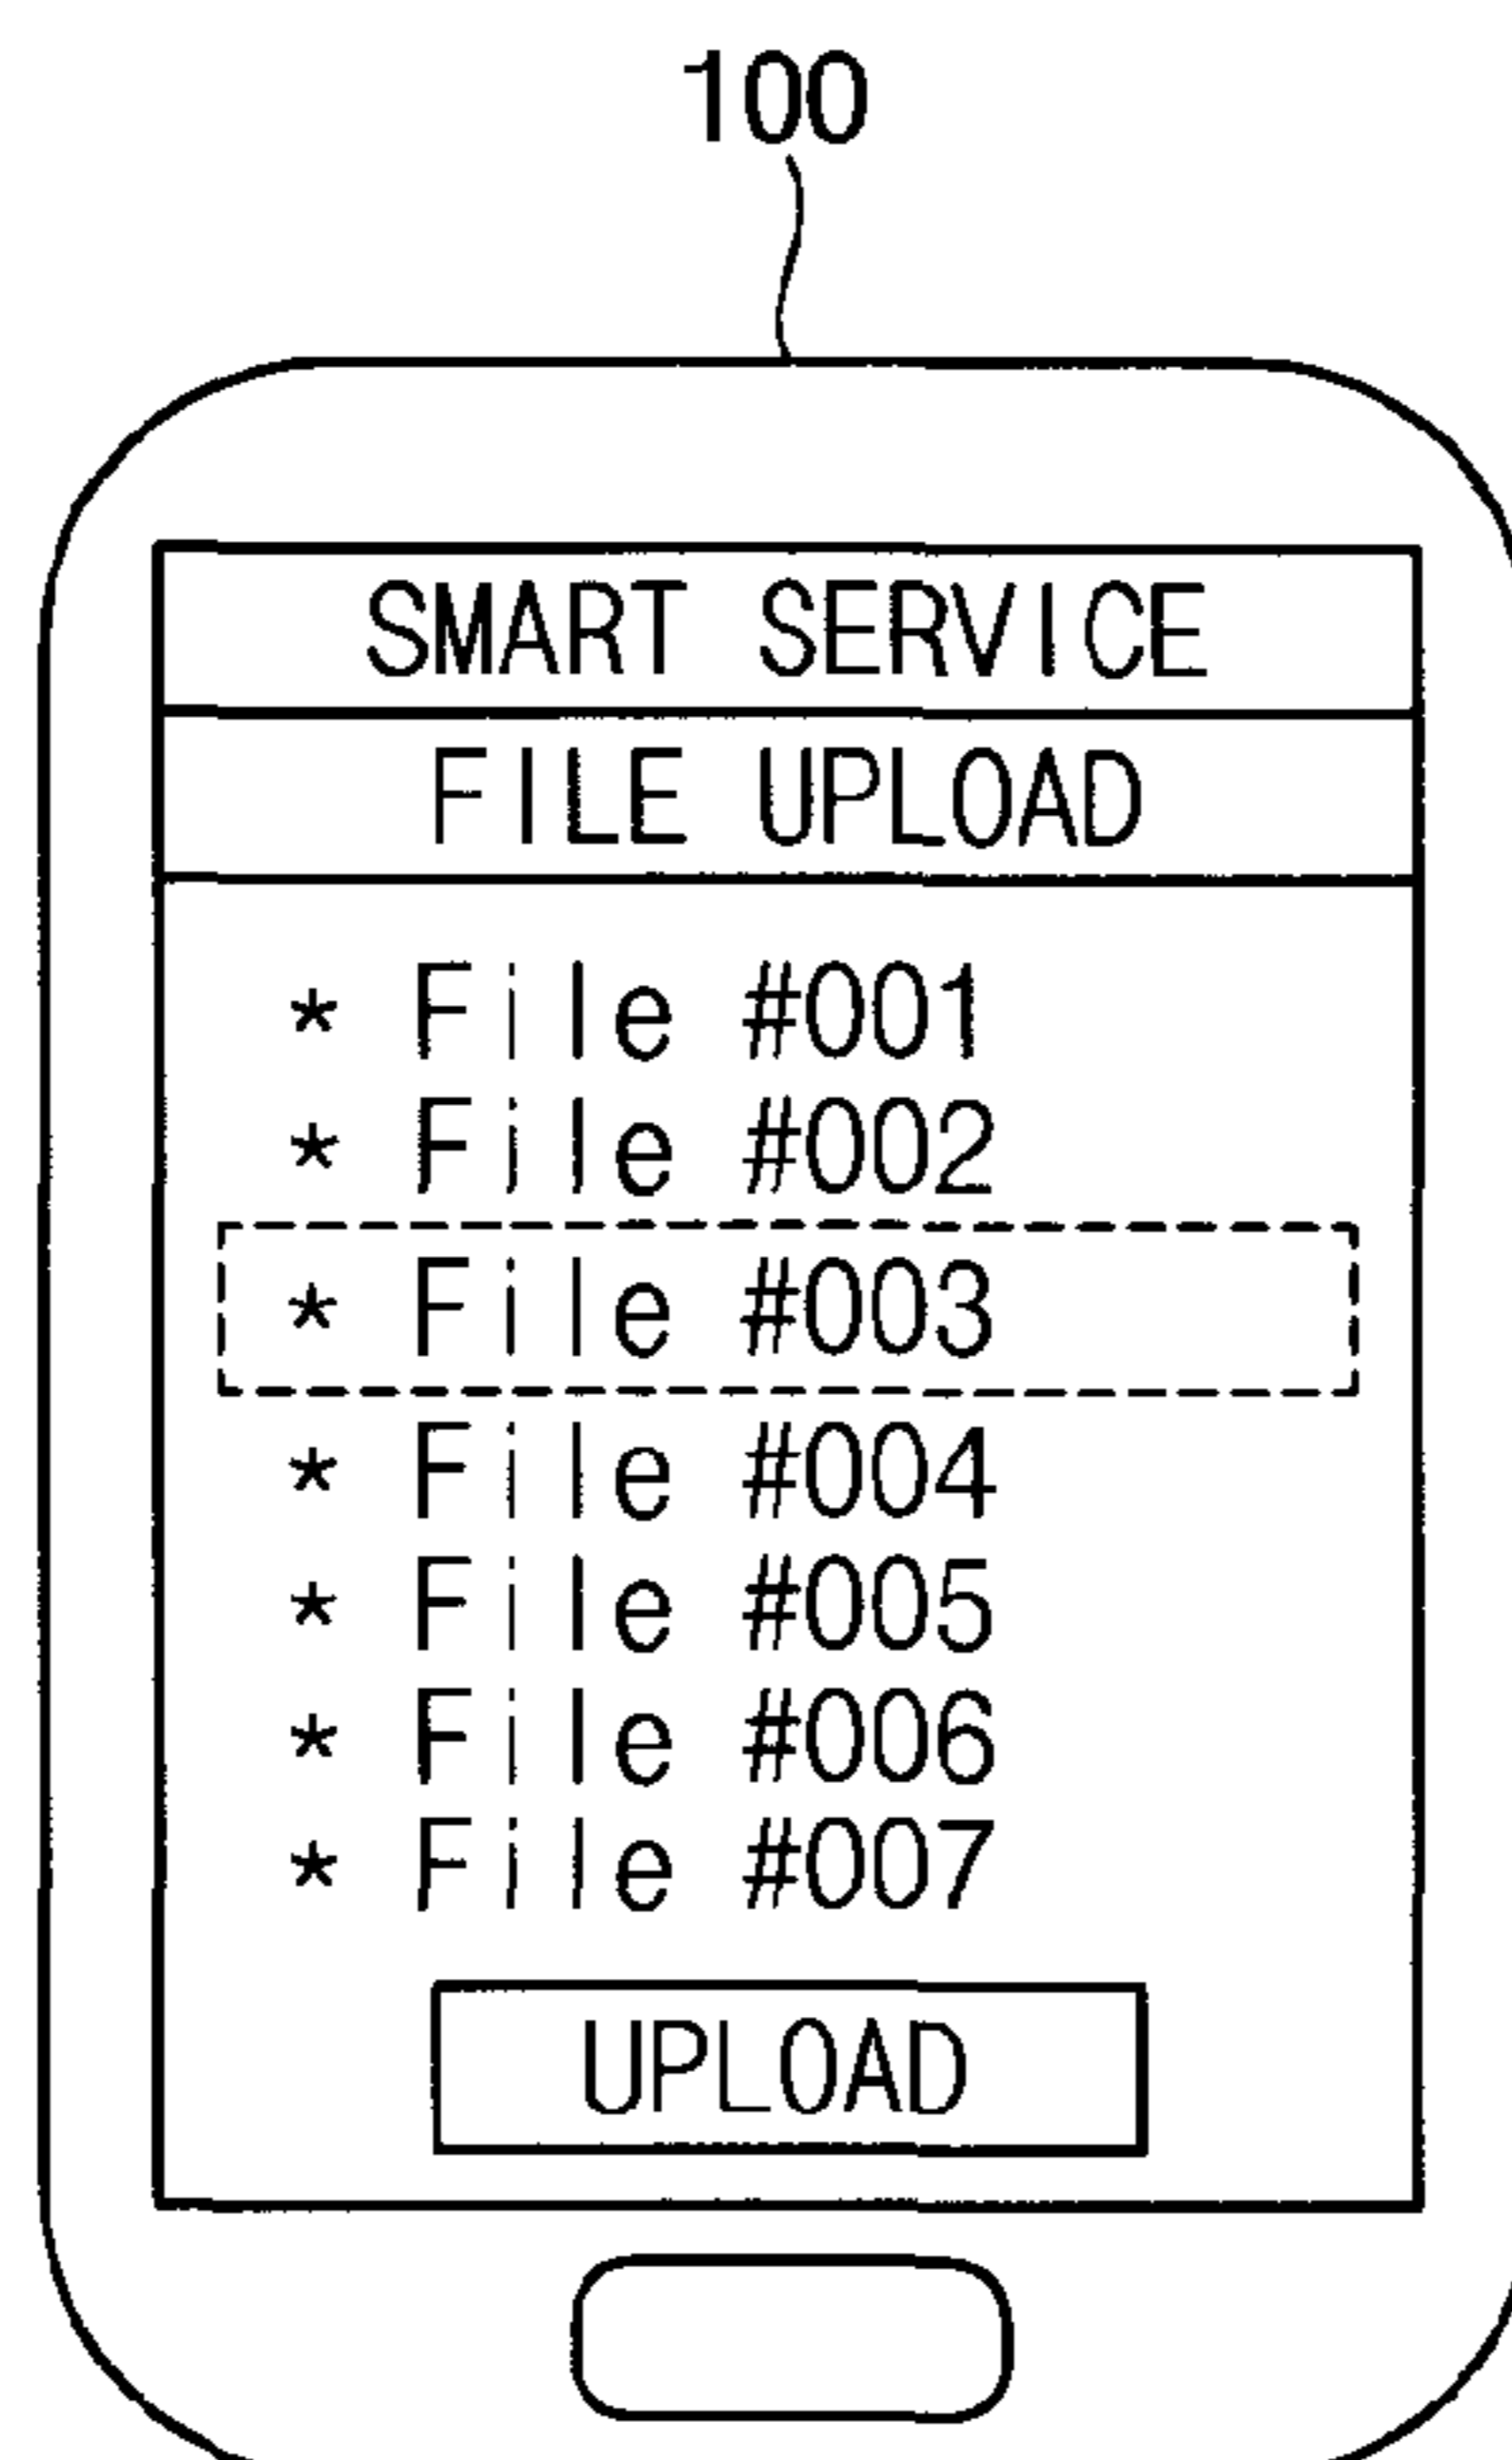 100
SMART SERVICE
FILE UPLOAD
* File #001
* File #002
* File #003
* File #004
* File #005
* File #006
* File #007
UPLOAD